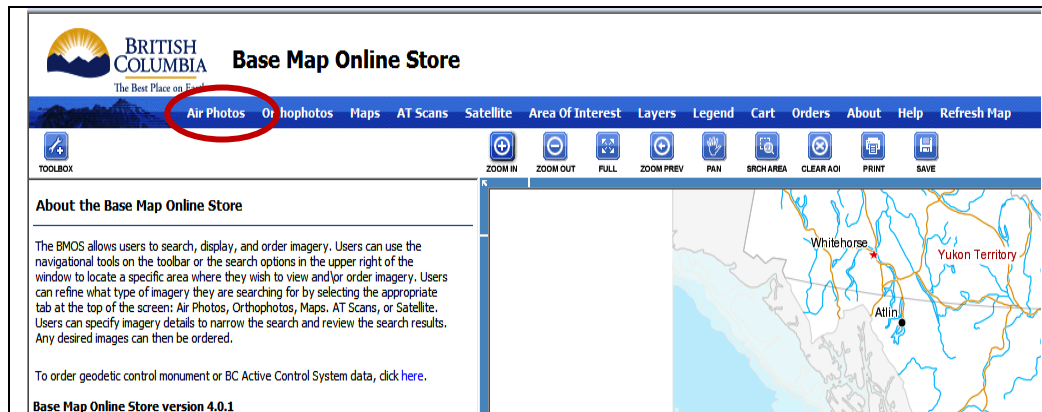 BRITISH
COLUMBIA
The Best Place on Earth
Base Map Online Store
Air Photos Orthophotos Maps AT Scans Satellite Area Of Interest Layers Legend Cart Orders About Help Refresh Map
TOOLBOX ZOOM IN ZOOM OUT FULL ZOOM PREV PAN SRCH AREA CLEAR AOI PRINT SAVE
About the Base Map Online Store
The BMOS allows users to search, display, and order imagery. Users can use the
navigational tools on the toolbar or the search options in the upper right of the
window to locate a specific area where they wish to view and\or order imagery. Users
can refine what type of imagery they are searching for by selecting the appropriate
tab at the top of the screen: Air Photos, Orthophotos, Maps. AT Scans, or Satellite.
Users can specify imagery details to narrow the search and review the search results.
Any desired images can then be ordered.
To order geodetic control monument or BC Active Control System data, click here.
Base Map Online Store version 4.0.1
Whitehorse
Yukon Territory
Atlin